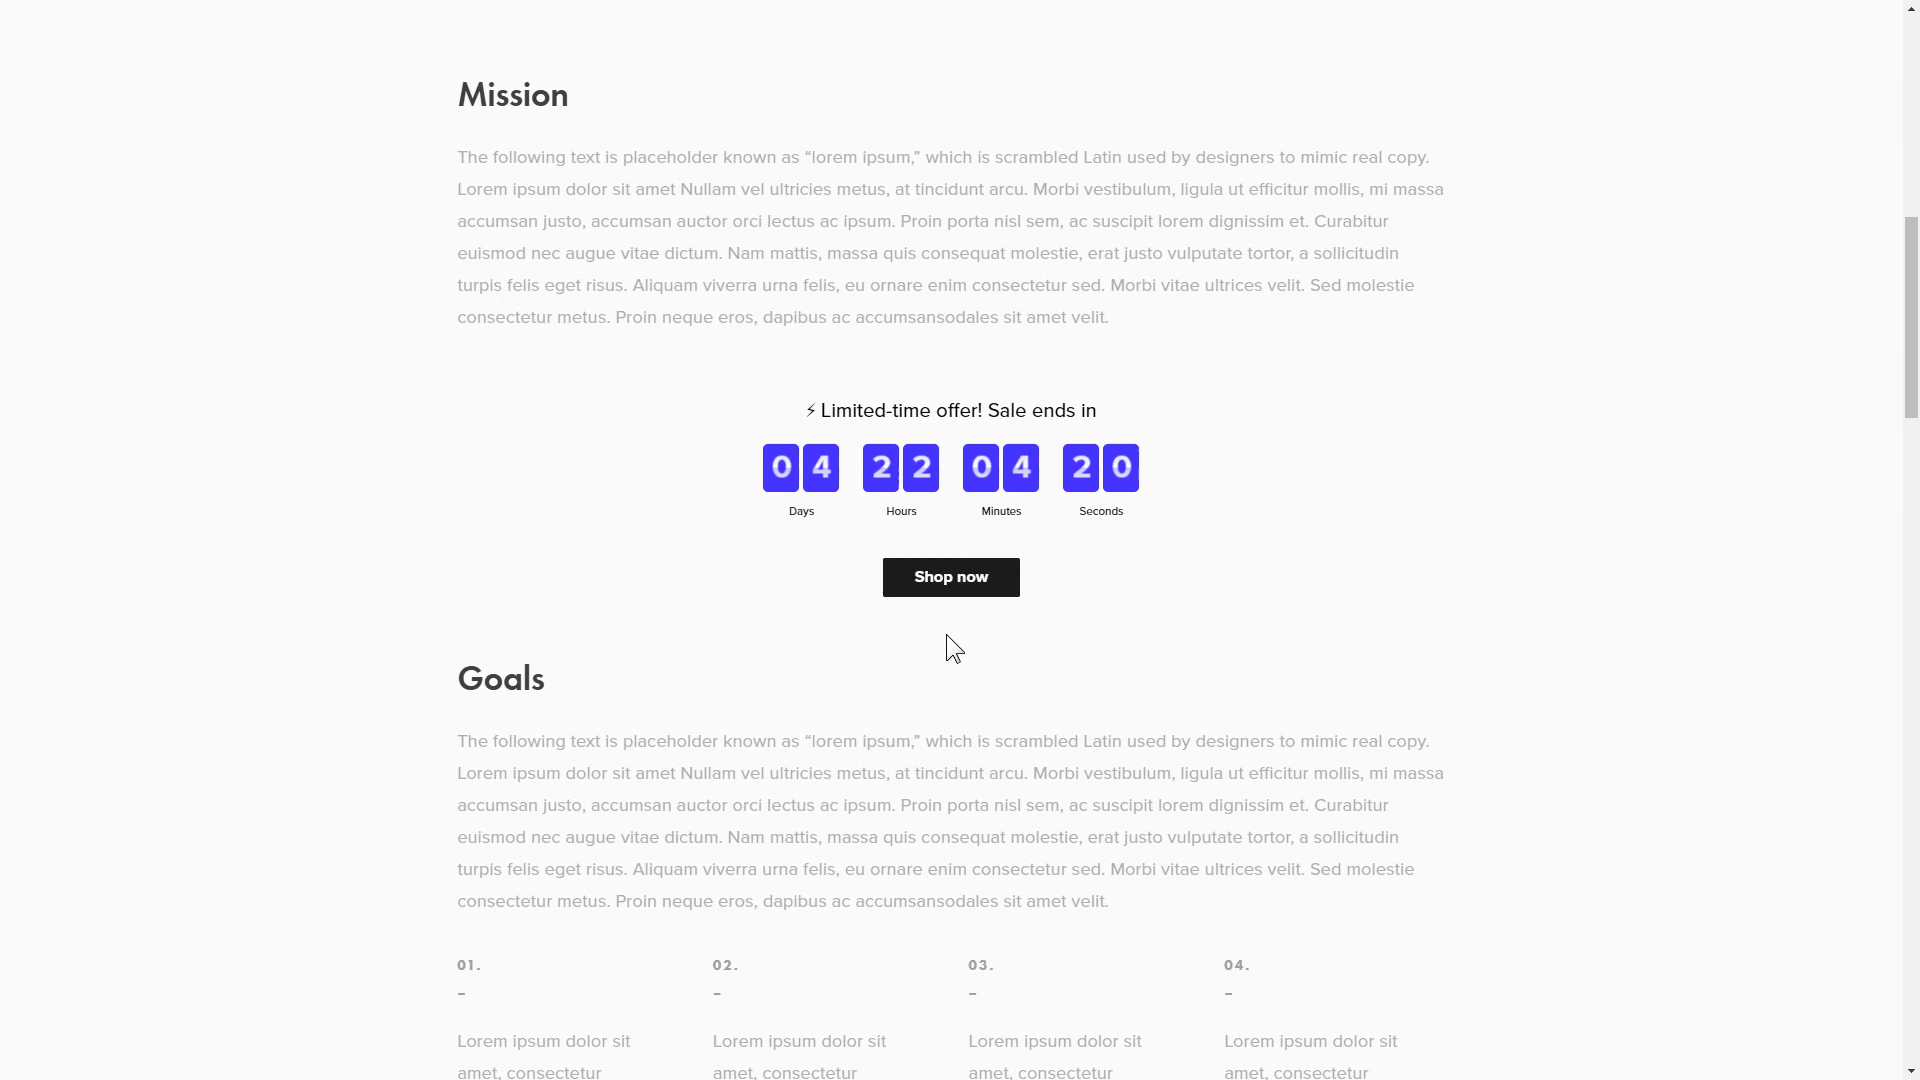 Mission
The following text is placeholder known as “lorem ipsum,” which is scrambled Latin used by designers to mimic real copy.
Lorem ipsum dolor sit amet Nullam vel ultricies metus, at tincidunt arcu. Morbi vestibulum, ligula ut efficitur mollis, mi massa
accumsan justo, accumsan auctor orci lectus ac ipsum. Proin porta nisl sem, ac suscipit lorem dignissim et. Curabitur
euismod nec augue vitae dictum. Nam mattis, massa quis consequat molestie, erat justo vulputate tortor, a sollicitudin
turpis felis eget risus. Aliquam viverra urna felis, eu ornare enim consectetur sed. Morbi vitae ultrices velit. Sed molestie
consectetur metus. Proin neque eros, dapibus ac accumsansodales sit amet velit.
⚡ Limited-time offer! Sale ends in
04 22 04 20
Days Hours Minutes Seconds
Shop now
Goals
The following text is placeholder known as “lorem ipsum,” which is scrambled Latin used by designers to mimic real copy.
Lorem ipsum dolor sit amet Nullam vel ultricies metus, at tincidunt arcu. Morbi vestibulum, ligula ut efficitur mollis, mi massa
accumsan justo, accumsan auctor orci lectus ac ipsum. Proin porta nisl sem, ac suscipit lorem dignissim et. Curabitur
euismod nec augue vitae dictum. Nam mattis, massa quis consequat molestie, erat justo vulputate tortor, a sollicitudin
turpis felis eget risus. Aliquam viverra urna felis, eu ornare enim consectetur sed. Morbi vitae ultrices velit. Sed molestie
consectetur metus. Proin neque eros, dapibus ac accumsansodales sit amet velit.
01. 02. 03. 04.
– – – –
Lorem ipsum dolor sit Lorem ipsum dolor sit Lorem ipsum dolor sit Lorem ipsum dolor sit
amet, consectetur amet, consectetur amet, consectetur amet, consectetur